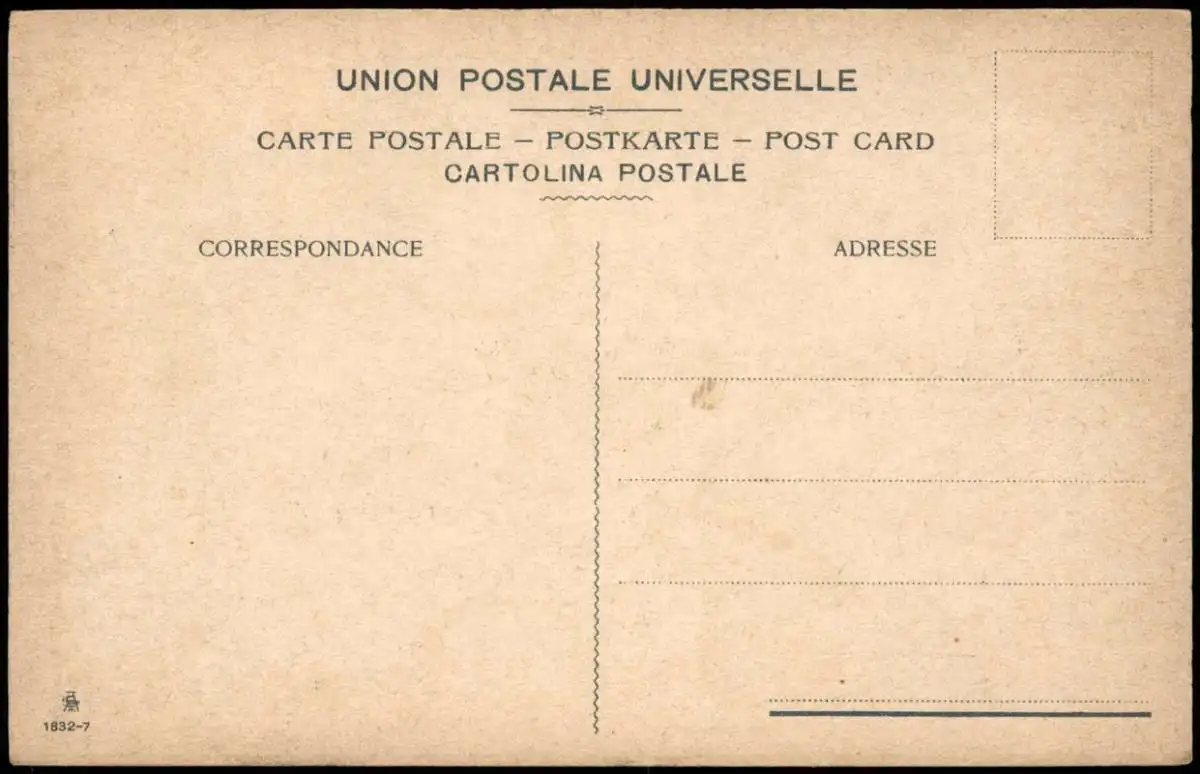 UNION POSTALE UNIVERSELLE
CARTE POSTALE – POSTKARTE – POST CARD
CARTOLINA POSTALE
CORRESPONDANCE
ADRESSE
1832-7